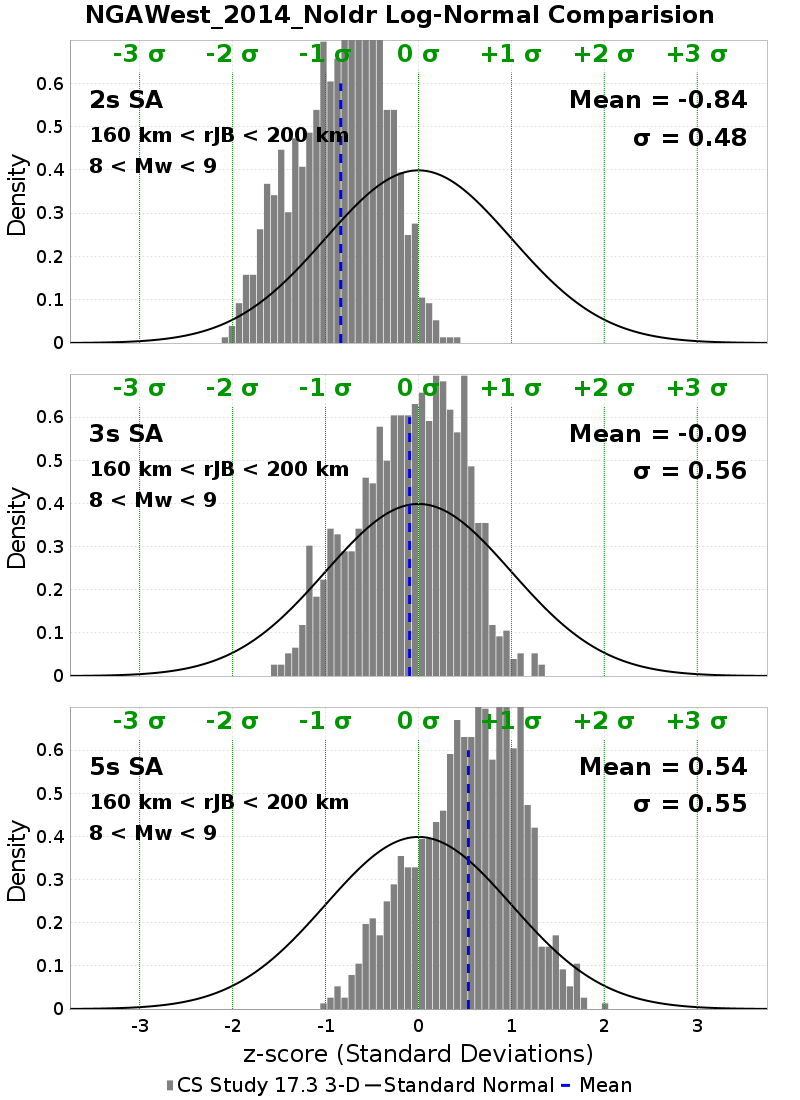 NGAWest_2014_NoIdr Log-Normal Comparision
-3 σ -2 σ -1 σ 0 σ +1 σ +2 σ +3 σ
2s SA
Mean = -0.84
160 km < rJB < 200 km
σ = 0.48
8 < Mw < 9
Density
0.6
0.5
0.4
0.3
0.2
0.1
0
-3 σ -2 σ -1 σ 0 σ +1 σ +2 σ +3 σ
3s SA
Mean = -0.09
160 km < rJB < 200 km
σ = 0.56
8 < Mw < 9
Density
0.6
0.5
0.4
0.3
0.2
0.1
0
-3 σ -2 σ -1 σ 0 σ +1 σ +2 σ +3 σ
5s SA
Mean = 0.54
160 km < rJB < 200 km
σ = 0.55
8 < Mw < 9
Density
0.6
0.5
0.4
0.3
0.2
0.1
0
-3 -2 -1 0 1 2 3
z-score (Standard Deviations)
CS Study 17.3 3-D Standard Normal Mean